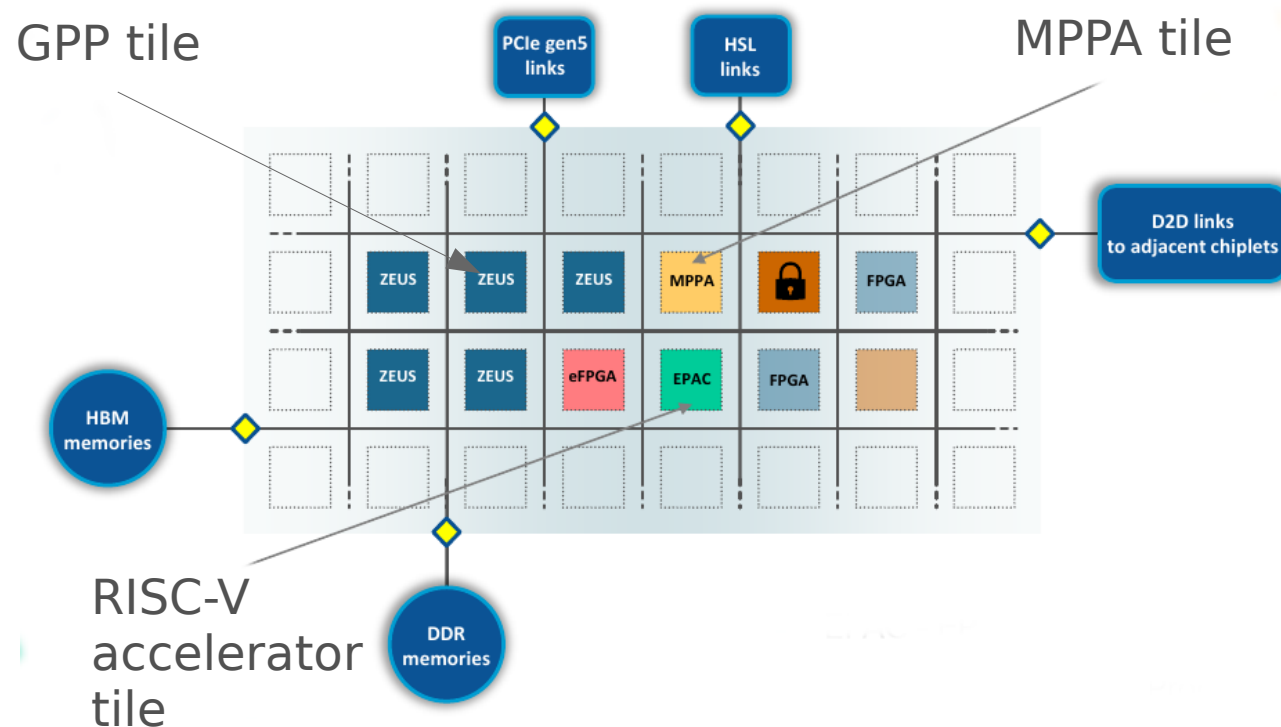 GPP tile
PCIe gen5
links
HSL
links
MPPA tile
D2D links
to adjacent chiplets
ZEUS
ZEUS
ZEUS
MPPA
FPGA
ZEUS
ZEUS
eFPGA
EPAC
FPGA
HBM
memories
RISC-V
accelerator
tile
DDR
memories